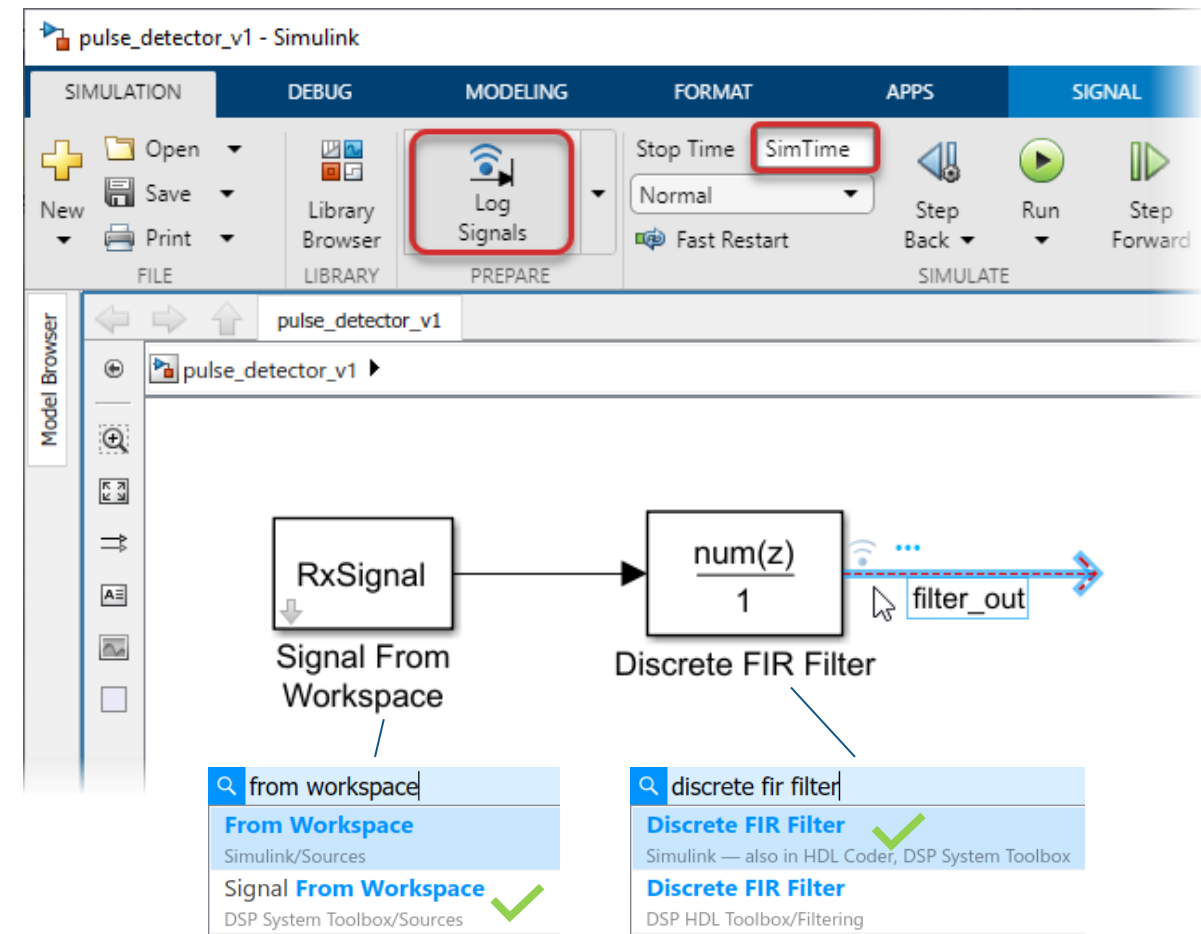 pulse_detector_v1 - Simulink
SIMULATION DEBUG MODELING FORMAT APPS SIGNAL
New
Open
Save
Print
FILE
Library
Browser
LIBRARY
Log
Signals
PREPARE
Stop Time SimTime
Normal
Fast Restart
Step
Back
Run
Step
Forward
SIMULATE
Model Browser
pulse_detector_v1
pulse_detector_v1
RxSignal
Signal From
Workspace
num(z)
1
Discrete FIR Filter
filter_out
from workspace
From Workspace
Simulink/Sources
Signal From Workspace
DSP System Toolbox/Sources
discrete fir filter
Discrete FIR Filter
Simulink — also in HDL Coder, DSP System Toolbox
Discrete FIR Filter
DSP HDL Toolbox/Filtering